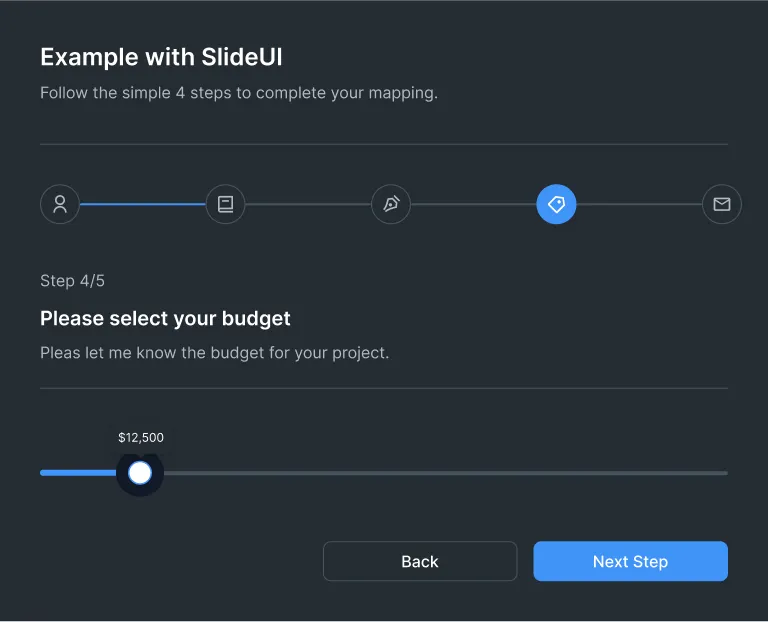 Example with SlideUI
Follow the simple 4 steps to complete your mapping.
Step 4/5
Please select your budget
Pleas let me know the budget for your project.
$12,500
Back
Next Step